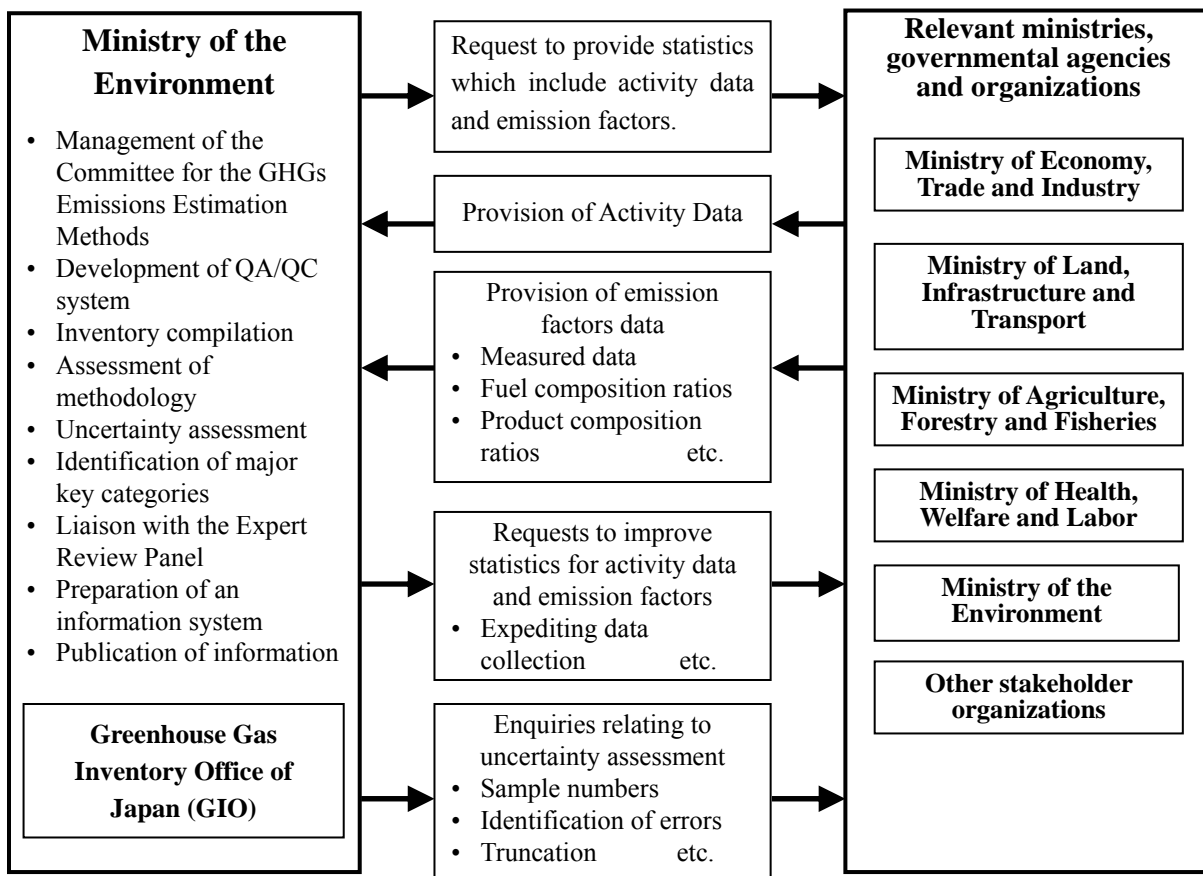 Ministry of the
Environment
• Management of the
Committee for the GHGs
Emissions Estimation
Methods
• Development of QA/QC
system
• Inventory compilation
• Assessment of
methodology
• Uncertainty assessment
• Identification of major
key categories
• Liaison with the Expert
Review Panel
• Preparation of an
information system
• Publication of information
Greenhouse Gas
Inventory Office of
Japan (GIO)
Request to provide statistics
which include activity data
and emission factors.
Provision of Activity Data
Provision of emission
factors data
• Measured data
• Fuel composition ratios
• Product composition
ratios etc.
Requests to improve
statistics for activity data
and emission factors
• Expediting data
collection etc.
Enquiries relating to
uncertainty assessment
• Sample numbers
• Identification of errors
• Truncation etc.
Relevant ministries,
governmental agencies
and organizations
Ministry of Economy,
Trade and Industry
Ministry of Land,
Infrastructure and
Transport
Ministry of Agriculture,
Forestry and Fisheries
Ministry of Health,
Welfare and Labor
Ministry of the
Environment
Other stakeholder
organizations